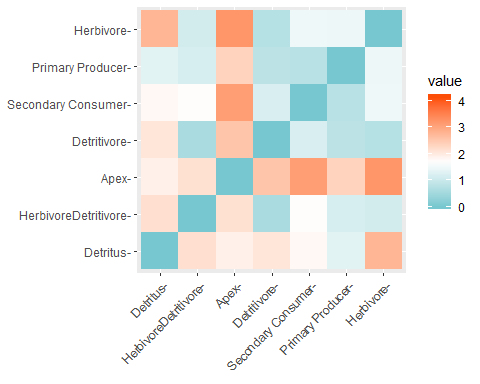 Herbivore-
Primary Producer-
Secondary Consumer-
Detritivore-
Apex-
HerbivoreDetritivore-
Detritus-
value
4
3
2
1
0
Detritus-
HerbivoreDetritivore-
Apex-
Detritivore-
Secondary Consumer-
Primary Producer-
Herbivore-